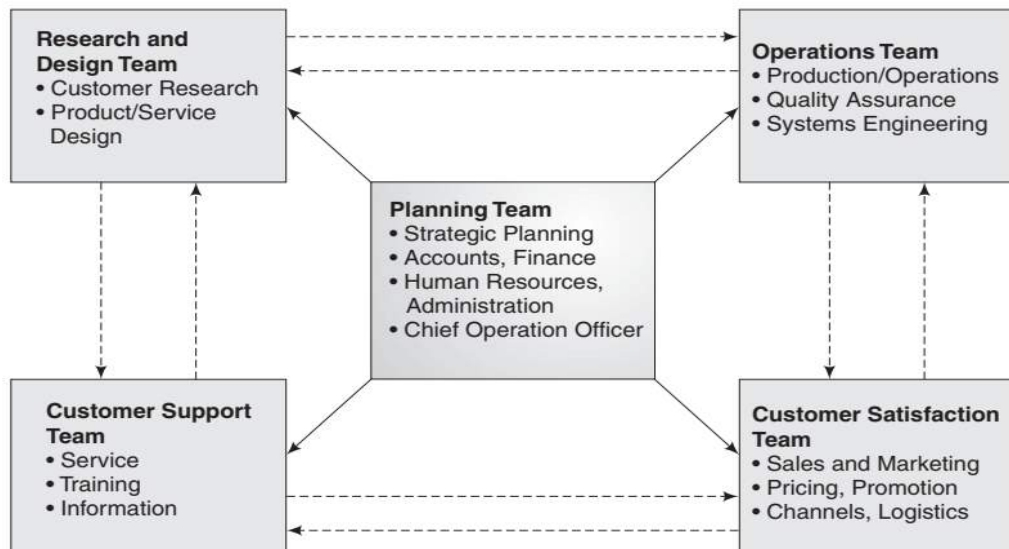 Research and
Design Team
• Customer Research
• Product/Service
Design
Operations Team
• Production/Operations
• Quality Assurance
• Systems Engineering
Planning Team
• Strategic Planning
• Accounts, Finance
• Human Resources,
Administration
• Chief Operation Officer
Customer Support
Team
• Service
• Training
• Information
Customer Satisfaction
Team
• Sales and Marketing
• Pricing, Promotion
• Channels, Logistics